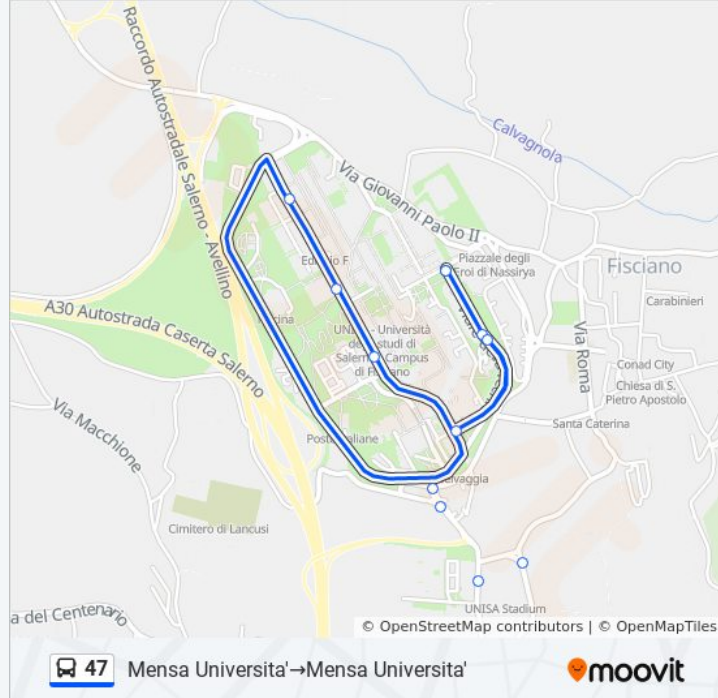 Raccordo Autostradale Salerno - Avellino
Calvagnola
Via Giovanni Paolo II
Piazzale degli
Eroi di Nassirya
Fisciano
Edificio F
Carabinieri
A30 Autostrada Caserta Salerno
UNISA - Università
degli studi di
Salerno - Campus
di Fisciano
Via Roma
Conad City
Chiesa di S.
Pietro Apostolo
Via Macchione
Santa Caterina
Poste Italiane
Cimitero di Lancusi
UNISA Stadium
a del Centenario
© OpenStreetMap contributors | © OpenMapTiles
47 Mensa Universita'→Mensa Universita'
moovit